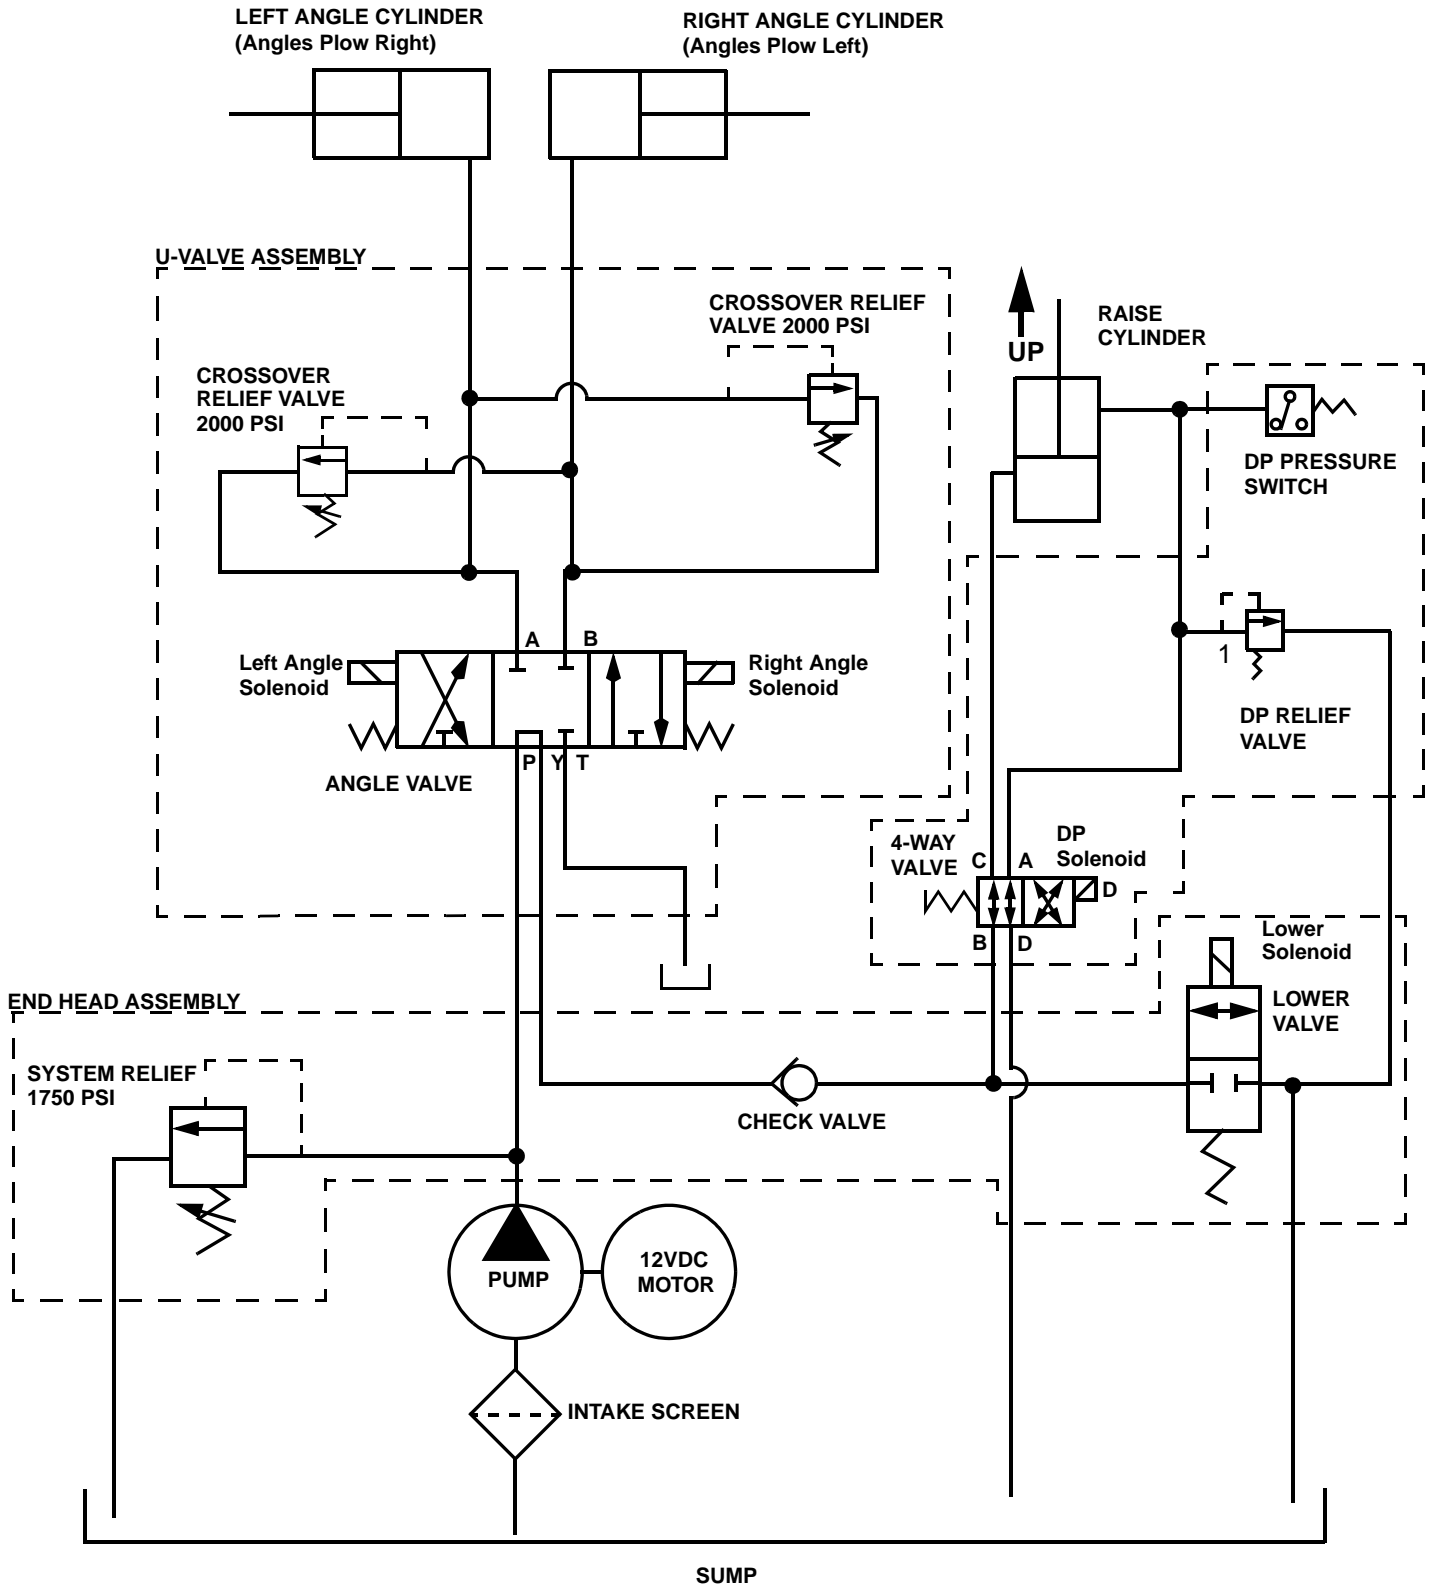 LEFT ANGLE CYLINDER
(Angles Plow Right)
RIGHT ANGLE CYLINDER
(Angles Plow Left)
U-VALVE ASSEMBLY
CROSSOVER RELIEF
VALVE 2000 PSI
CROSSOVER
RELIEF VALVE
2000 PSI
UP
RAISE
CYLINDER
DP PRESSURE
SWITCH
A
B
Left Angle
Solenoid
Right Angle
Solenoid
P
Y
T
ANGLE VALVE
1
DP RELIEF
VALVE
4-WAY
VALVE
C
A
DP
Solenoid
D
B
D
Lower
Solenoid
LOWER
VALVE
END HEAD ASSEMBLY
SYSTEM RELIEF
1750 PSI
CHECK VALVE
PUMP
12VDC
MOTOR
INTAKE SCREEN
SUMP